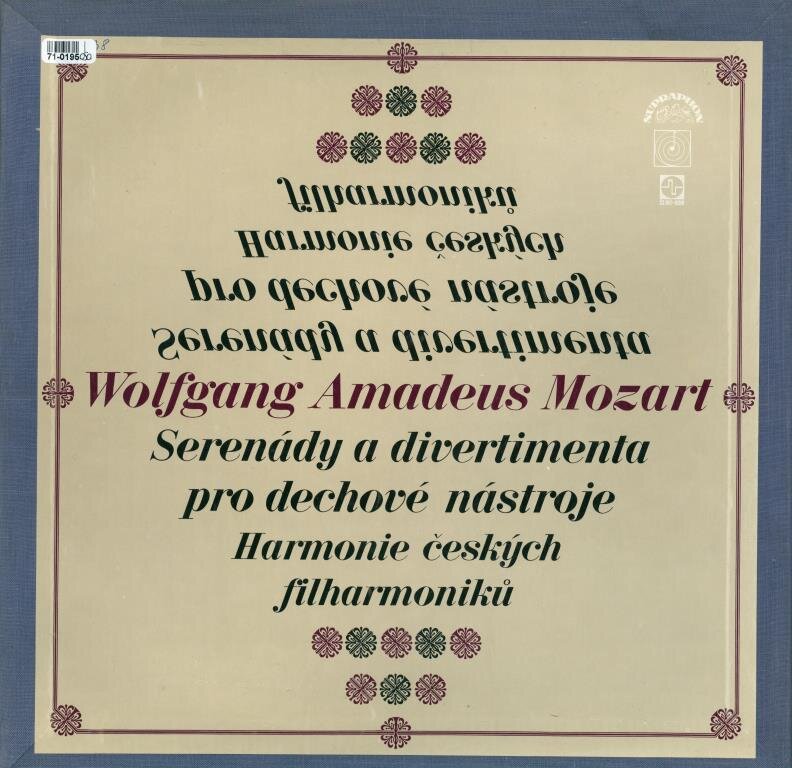 71-0195
SUPRAPHON
filharmoniků
Harmonie českých
pro dechové nástroje
Serenády a divertimenta
Wolfgang Amadeus Mozart
Serenády a divertimenta
pro dechové nástroje
Harmonie českých
filharmoniků